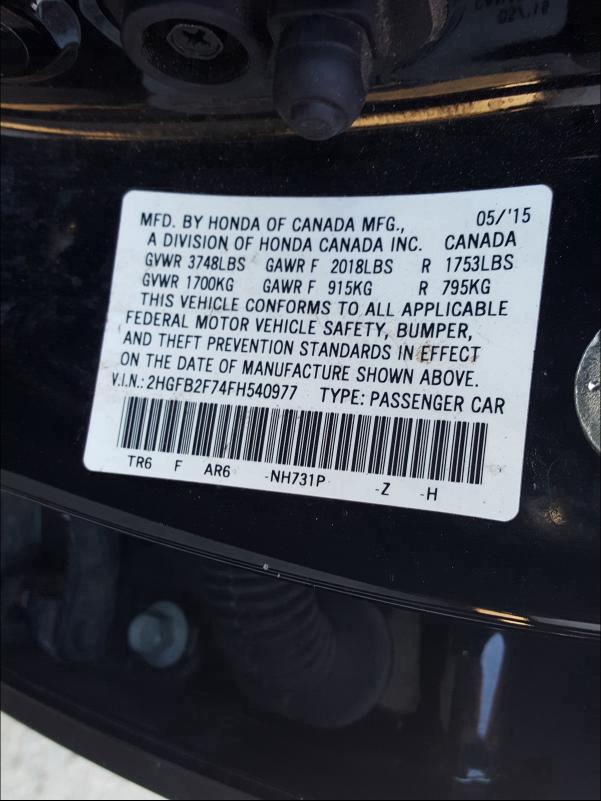 MFD. BY HONDA OF CANADA MFG., 05/'15
A DIVISION OF HONDA CANADA INC. CANADA
GVWR 3748LBS GAWR F 2018LBS R 1753LBS
GVWR 1700KG GAWR F 915KG R 795KG
THIS VEHICLE CONFORMS TO ALL APPLICABLE
FEDERAL MOTOR VEHICLE SAFETY, BUMPER,
AND THEFT PREVENTION STANDARDS IN EFFECT
ON THE DATE OF MANUFACTURE SHOWN ABOVE.
V.I.N.: 2HGFB2F74FH540977 TYPE: PASSENGER CAR
TR6 F AR6 -NH731P -Z -H